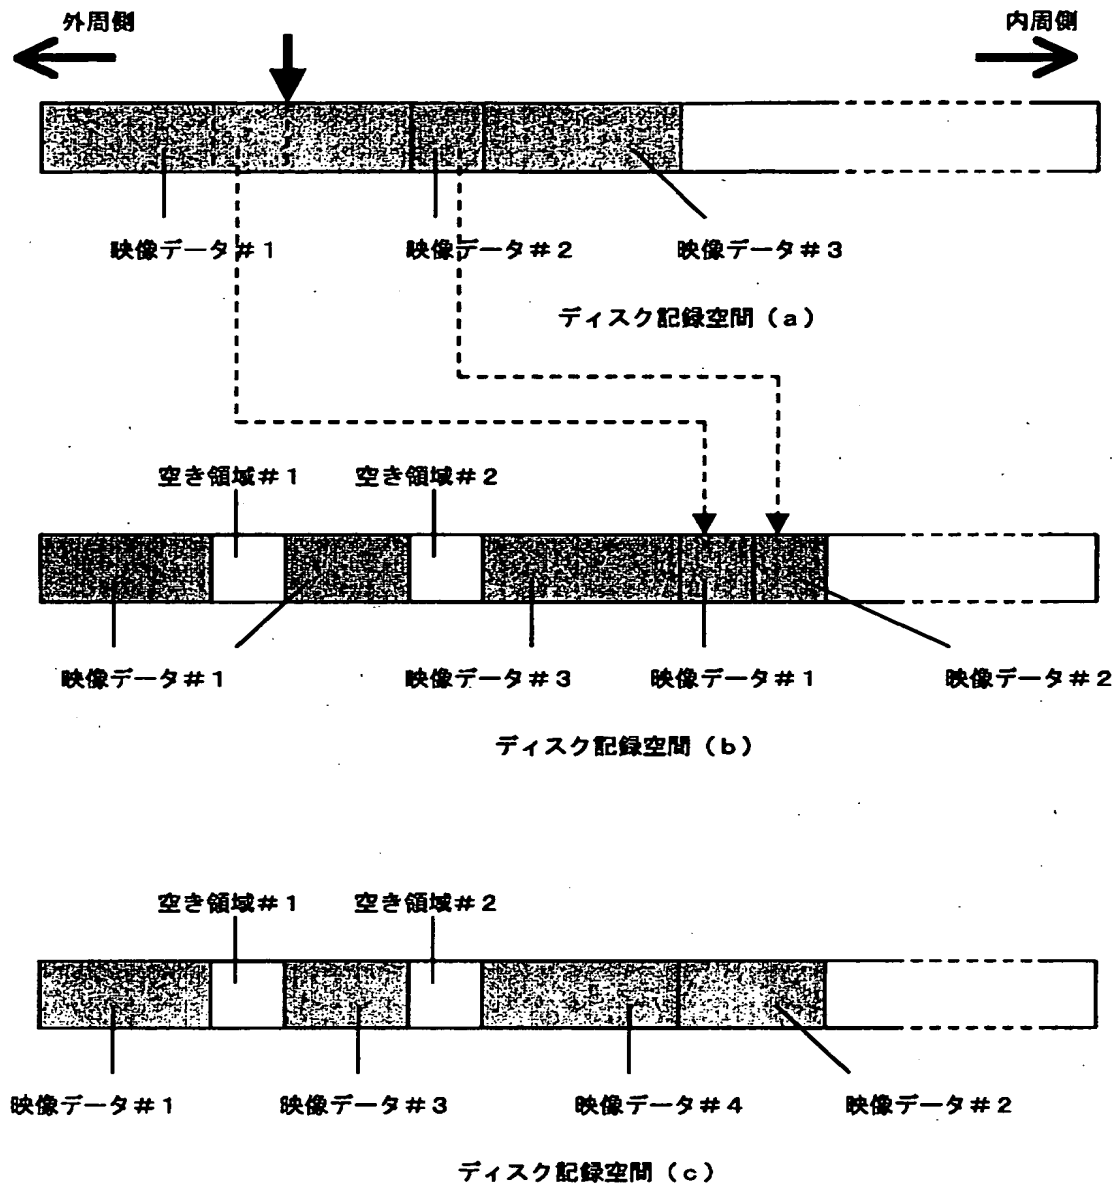 外周側
内周側
映像データ＃１
映像データ＃２
映像データ＃３
ディスク記録空間（ａ）
空き領域＃１
空き領域＃２
映像データ＃１
映像データ＃３
映像データ＃１
映像データ＃２
ディスク記録空間（ｂ）
空き領域＃１
空き領域＃２
映像データ＃１
映像データ＃３
映像データ＃４
映像データ＃２
ディスク記録空間（ｃ）